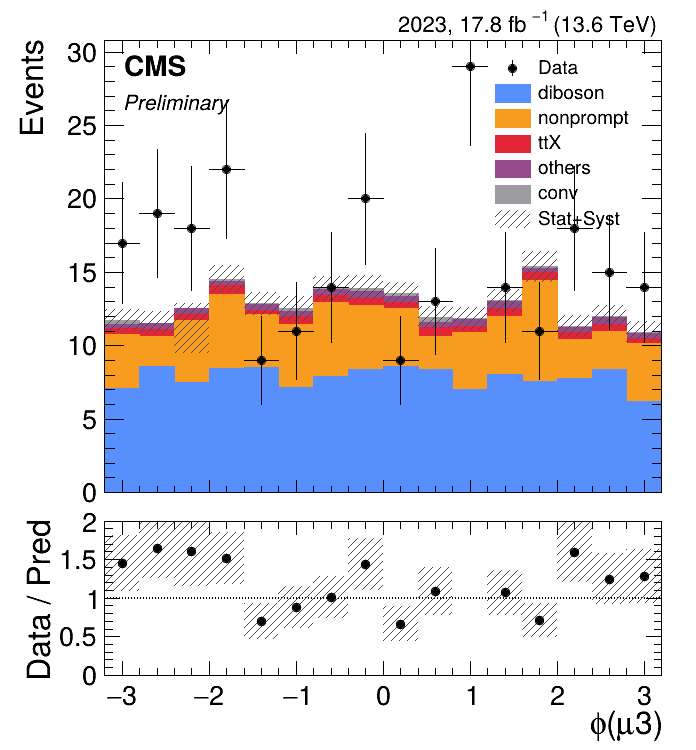 2023, 17.8 fb⁻¹ (13.6 TeV)
CMS
Preliminary
Events
30
25
20
15
10
5
0
Data
diboson
nonprompt
ttX
others
conv
Stat+Syst
Data / Pred
2
1.5
1
0.5
0
−3 −2 −1 0 1 2 3
ϕ(μ3)